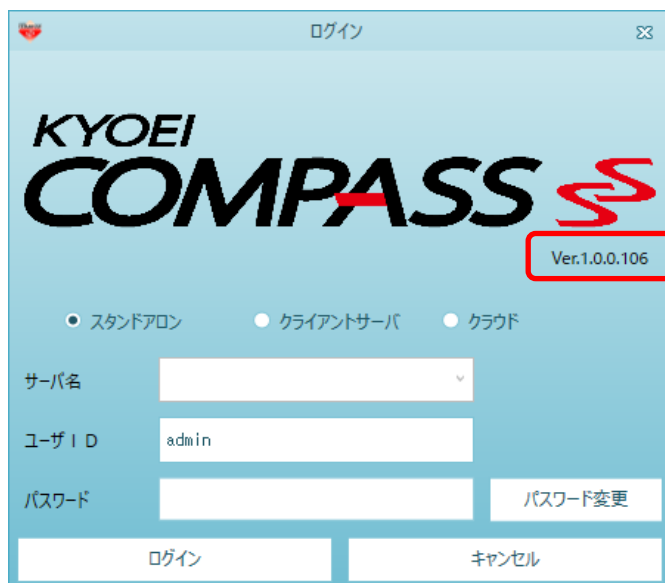 ログイン
KYOEI
COMPASS SS
Ver.1.0.0.106
スタンドアロン クライアントサーバ クラウド
サーバ名
ユーザID admin
パスワード パスワード変更
ログイン キャンセル